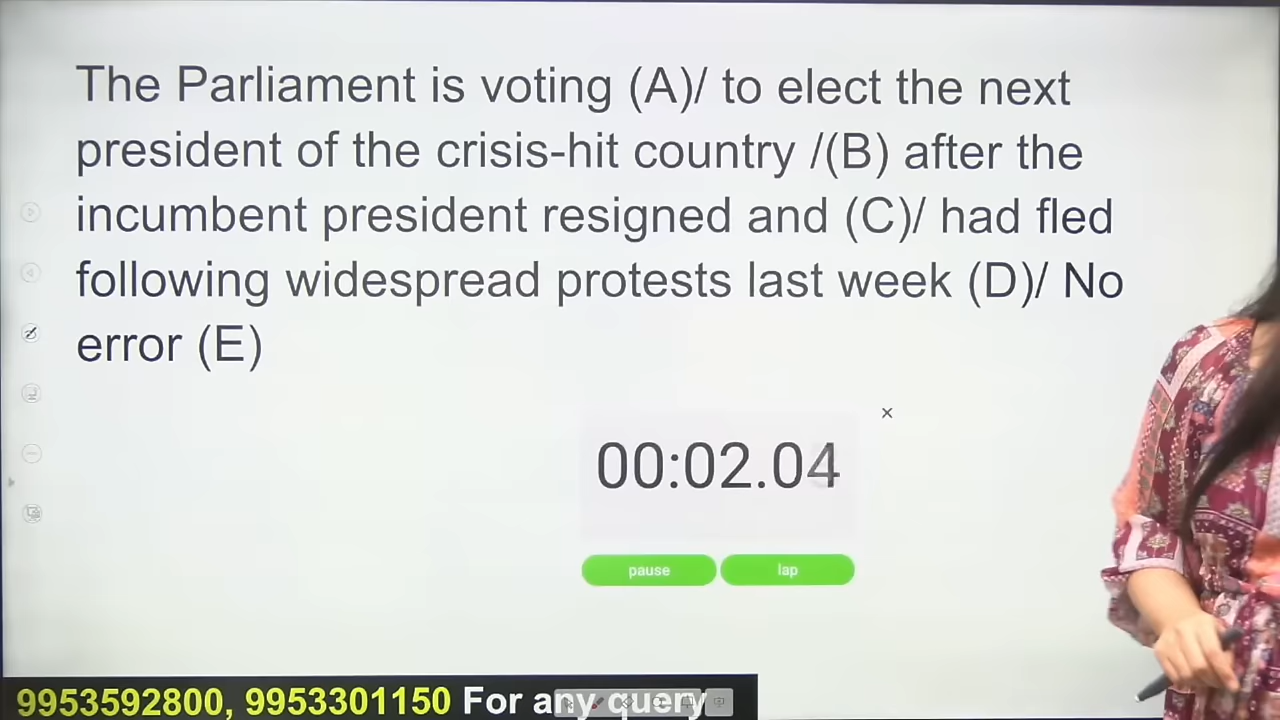 The Parliament is voting (A)/ to elect the next
president of the crisis-hit country /(B) after the
incumbent president resigned and (C)/ had fled
following widespread protests last week (D)/ No
error (E)
00:02.04
pause lap
9953592800, 9953301150 For any query